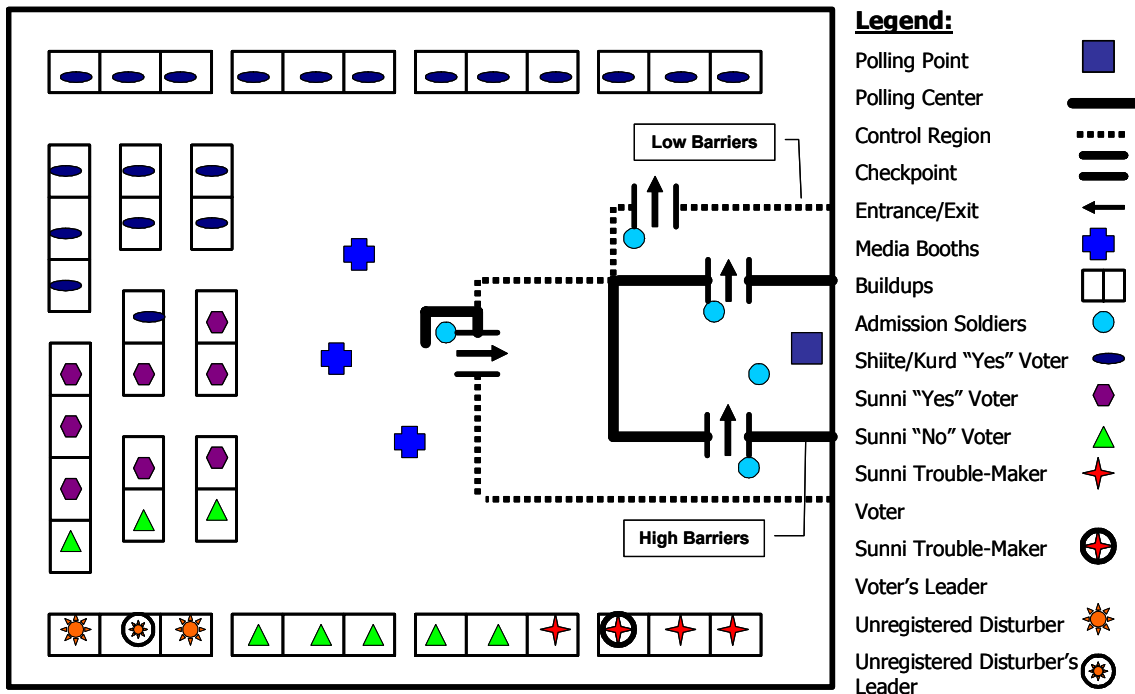 Low Barriers
High Barriers
Legend:
Polling Point
Polling Center
Control Region
Checkpoint
Entrance/Exit
Media Booths
Buildups
Admission Soldiers
Shiite/Kurd “Yes” Voter
Sunni “Yes” Voter
Sunni “No” Voter
Sunni Trouble-Maker
Voter
Sunni Trouble-Maker
Voter’s Leader
Unregistered Disturber
Unregistered Disturber’s
Leader